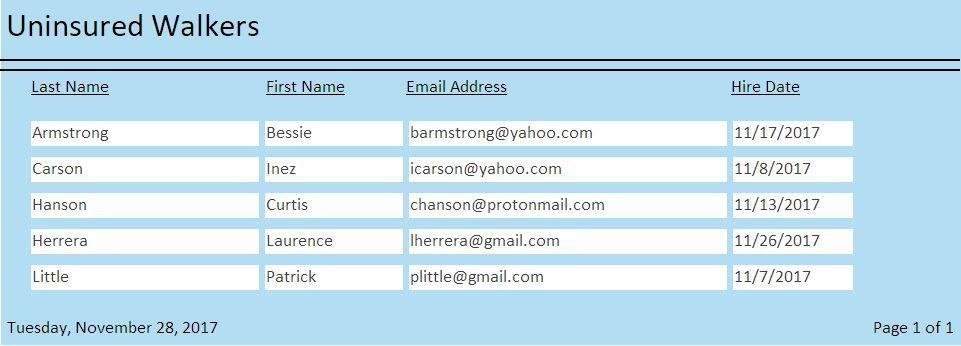 Uninsured Walkers
Last Name First Name Email Address Hire Date
Armstrong Bessie barmstrong@yahoo.com 11/17/2017
Carson Inez icarson@yahoo.com 11/8/2017
Hanson Curtis chanson@protonmail.com 11/13/2017
Herrera Laurence lherrera@gmail.com 11/26/2017
Little Patrick plittle@gmail.com 11/7/2017
Tuesday, November 28, 2017 Page 1 of 1